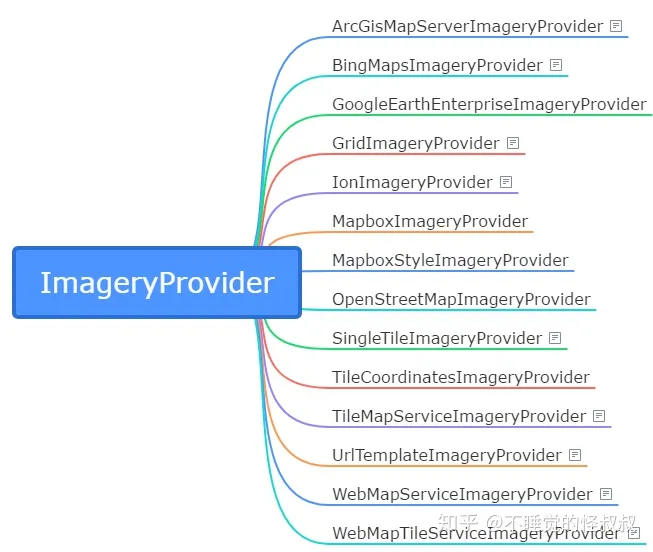 ArcGisMapServerImageryProvider
BingMapsImageryProvider
GoogleEarthEnterpriseImageryProvider
GridImageryProvider
IonImageryProvider
MapboxImageryProvider
ImageryProvider
MapboxStyleImageryProvider
OpenStreetMapImageryProvider
SingleTileImageryProvider
TileCoordinatesImageryProvider
TileMapServiceImageryProvider
UrlTemplateImageryProvider
WebMapServiceImageryProvider
知乎 @不睡觉的怪叔叔
WebMapTileServiceImageryProvider